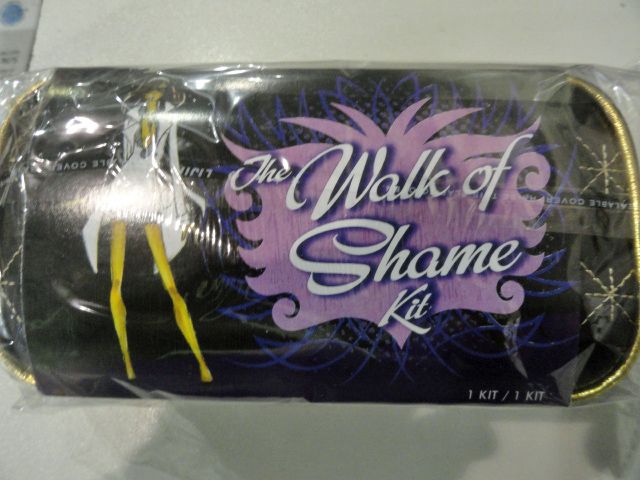 The Walk of
Shame
Kit
1 KIT / 1 KIT